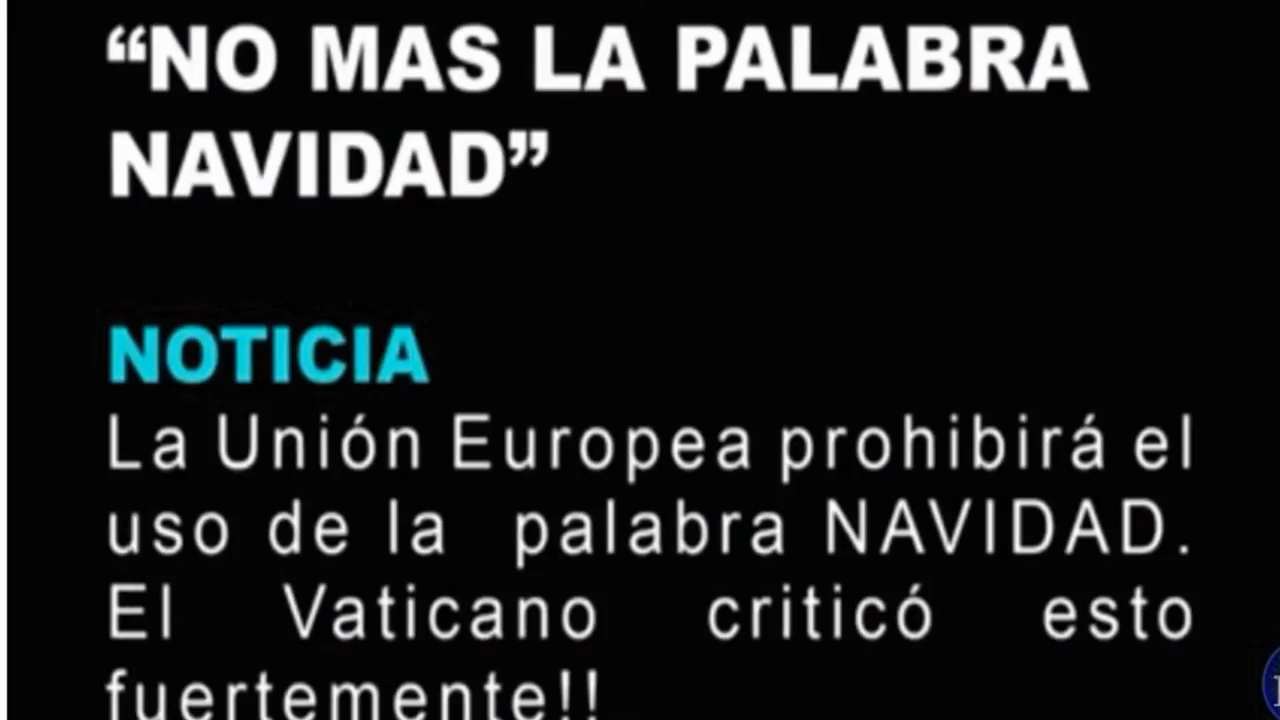 “NO MAS LA PALABRA
NAVIDAD”
NOTICIA
La Unión Europea prohibirá el
uso de la palabra NAVIDAD.
El Vaticano criticó esto
fuertemente!!